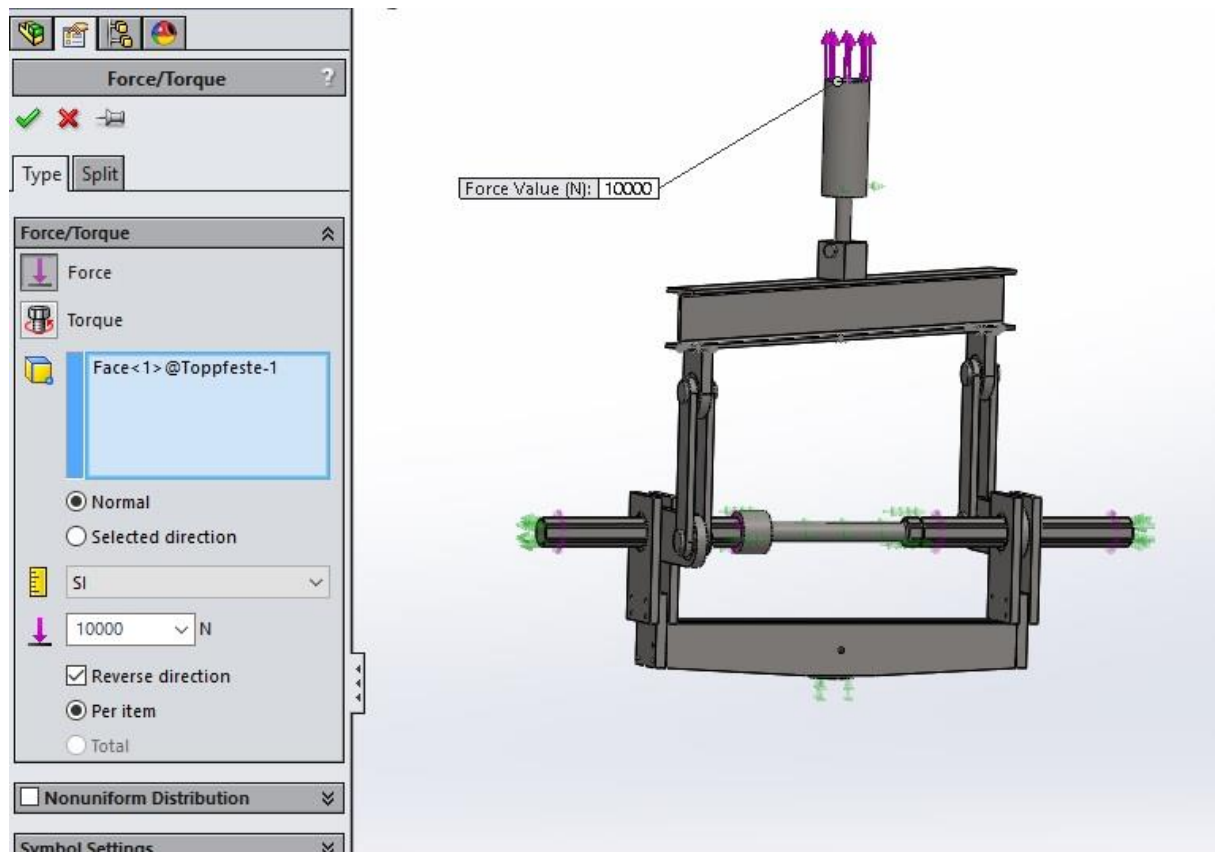 Force/Torque ?
Type Split
Force/Torque
Force
Torque
Face<1>@Toppfeste-1
Normal
Selected direction
SI
10000 N
Reverse direction
Per item
Total
Nonuniform Distribution
Symbol Settings
Force Value (N): 10000